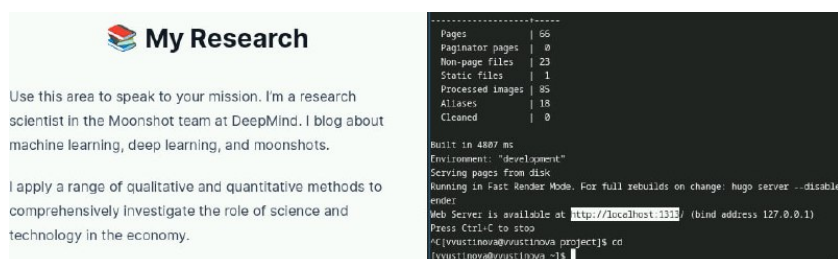 📚 My Research
Use this area to speak to your mission. I'm a research
scientist in the Moonshot team at DeepMind. I blog about
machine learning, deep learning, and moonshots.
I apply a range of qualitative and quantitative methods to
comprehensively investigate the role of science and
technology in the economy.
-------------------+-----
Pages | 66
Paginator pages | 0
Non-page files | 23
Static files | 1
Processed images | 85
Aliases | 18
Cleaned | 0
Built in 4807 ms
Environment: "development"
Serving pages from disk
Running in Fast Render Mode. For full rebuilds on change: hugo server --disable
ender
Web Server is available at http://localhost:1313/ (bind address 127.0.0.1)
Press Ctrl+C to stop
^C[vvustinova@vvustinova project]$ cd
[vvustinova@vvustinova ~]$